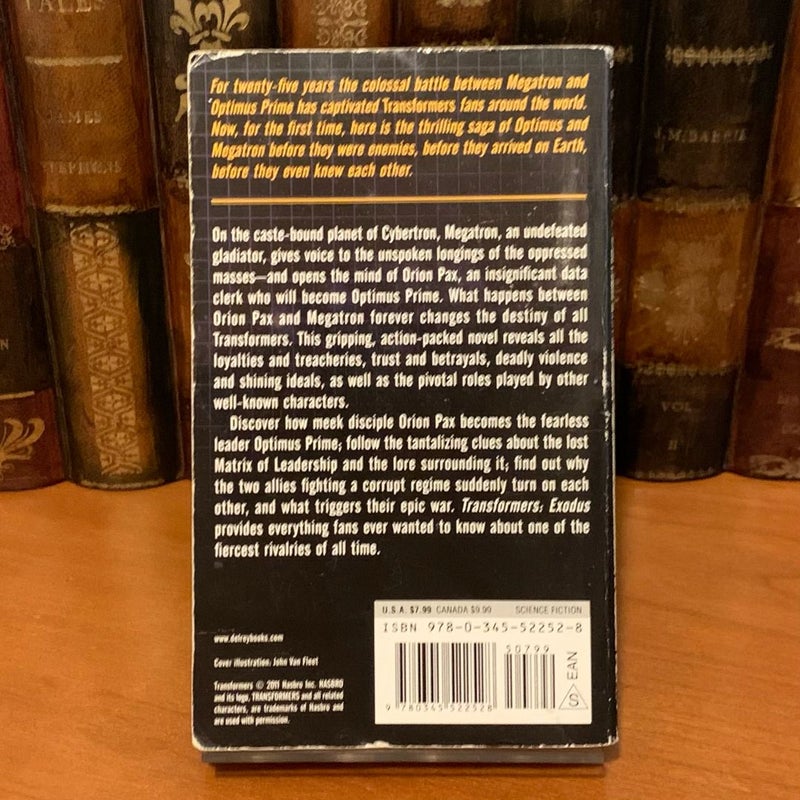 TALES
JAMES
STEPHENS
J.M. BARRIE
VOL.
II
For twenty-five years the colossal battle between Megatron and
Optimus Prime has captivated Transformers fans around the world.
Now, for the first time, here is the thrilling saga of Optimus and
Megatron before they were enemies, before they arrived on Earth,
before they even knew each other.
On the caste-bound planet of Cybertron, Megatron, an undefeated
gladiator, gives voice to the unspoken longings of the oppressed
masses—and opens the mind of Orion Pax, an insignificant data
clerk who will become Optimus Prime. What happens between
Orion Pax and Megatron forever changes the destiny of all
Transformers. This gripping, action-packed novel reveals all the
loyalties and treacheries, trust and betrayals, deadly violence
and shining ideals, as well as the pivotal roles played by other
well-known characters.
Discover how meek disciple Orion Pax becomes the fearless
leader Optimus Prime; follow the tantalizing clues about the lost
Matrix of Leadership and the lore surrounding it; find out why
the two allies fighting a corrupt regime suddenly turn on each
other, and what triggers their epic war. Transformers: Exodus
provides everything fans ever wanted to know about one of the
fiercest rivalries of all time.
www.delreybooks.com
Cover illustration: John Van Fleet
Transformers © 2011 Hasbro Inc. HASBRO
and its logo, TRANSFORMERS and all related
characters, are trademarks of Hasbro and
are used with permission.
U.S.A. $7.99 CANADA $9.99 SCIENCE FICTION
ISBN 978-0-345-52252-8
50799
9 780345 522528
EAN
S